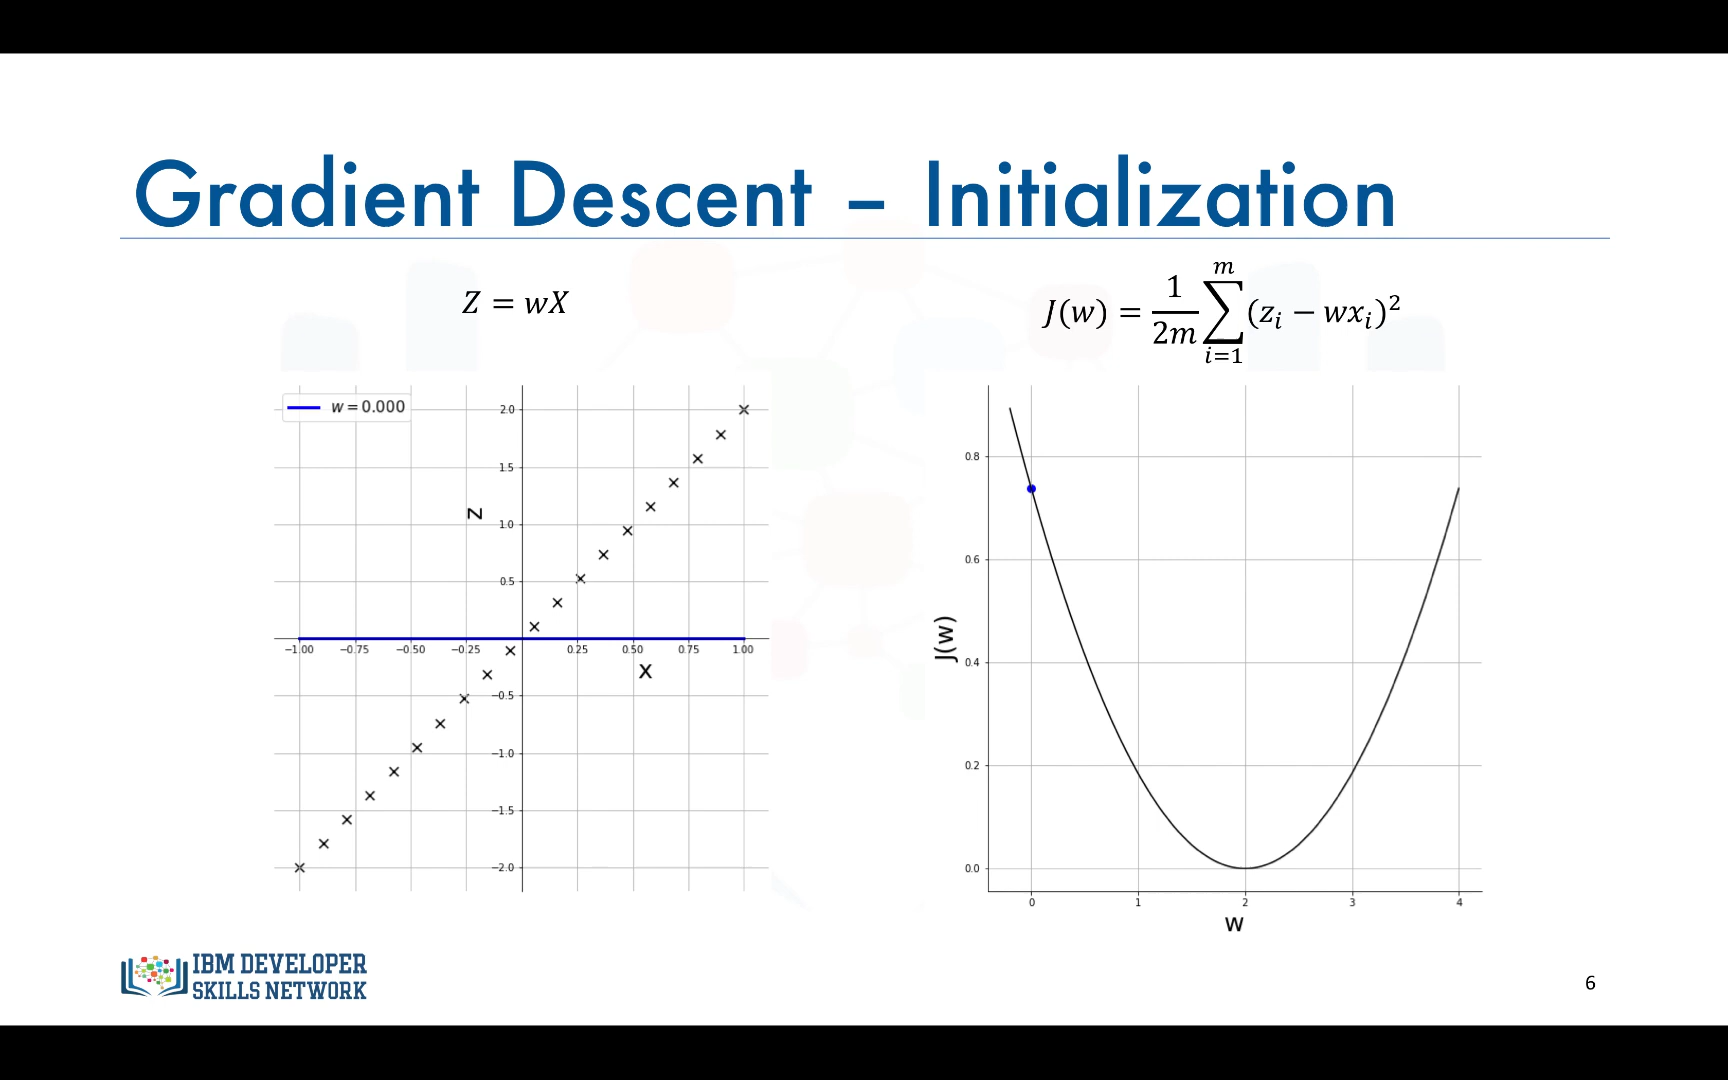 Gradient Descent – Initialization
Z = wX
J(w) = \frac{1}{2m} \sum_{i=1}^{m} (z_i − wx_i)^2
w = 0.000
2.0
1.5
Z
1.0
0.5
−1.00 −0.75 −0.50 −0.25 0.25 0.50 0.75 1.00
X
−0.5
−1.0
−1.5
−2.0
0.8
0.6
J(w)
0.4
0.2
0.0
0 1 2 3 4
w
IBM DEVELOPER
SKILLS NETWORK
6